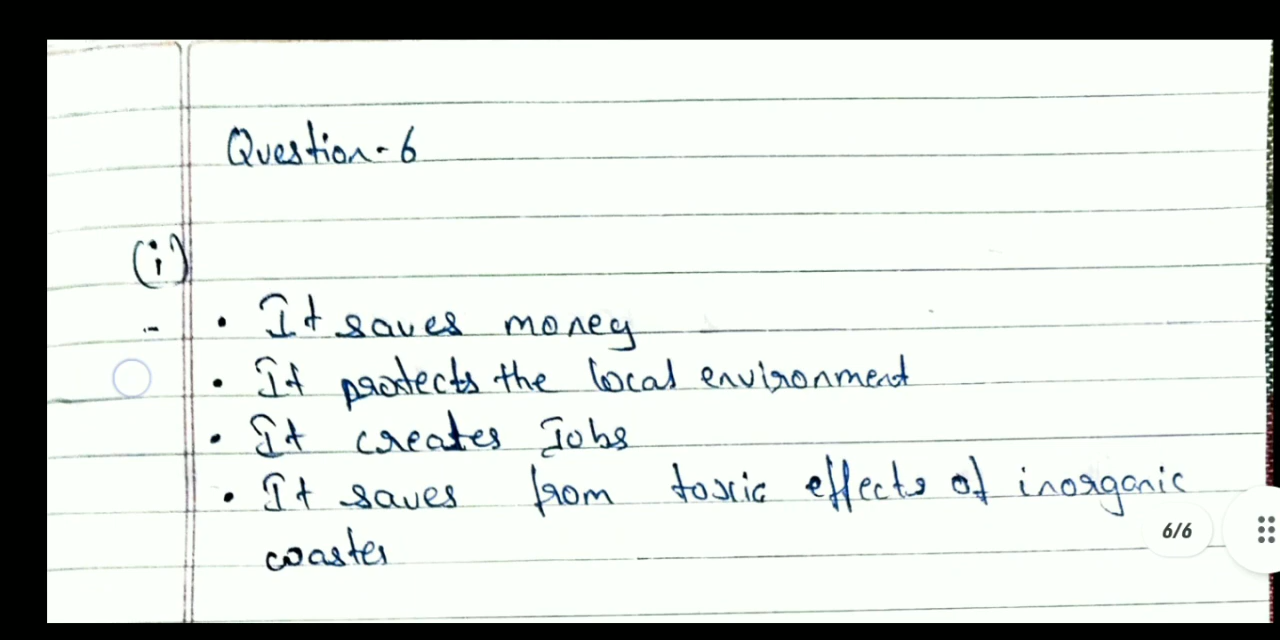 Question-6
(i)
• It saves money
• It protects the local environment
• It creates Jobs
• It saves from toxic effects of inorganic
waster
6/6